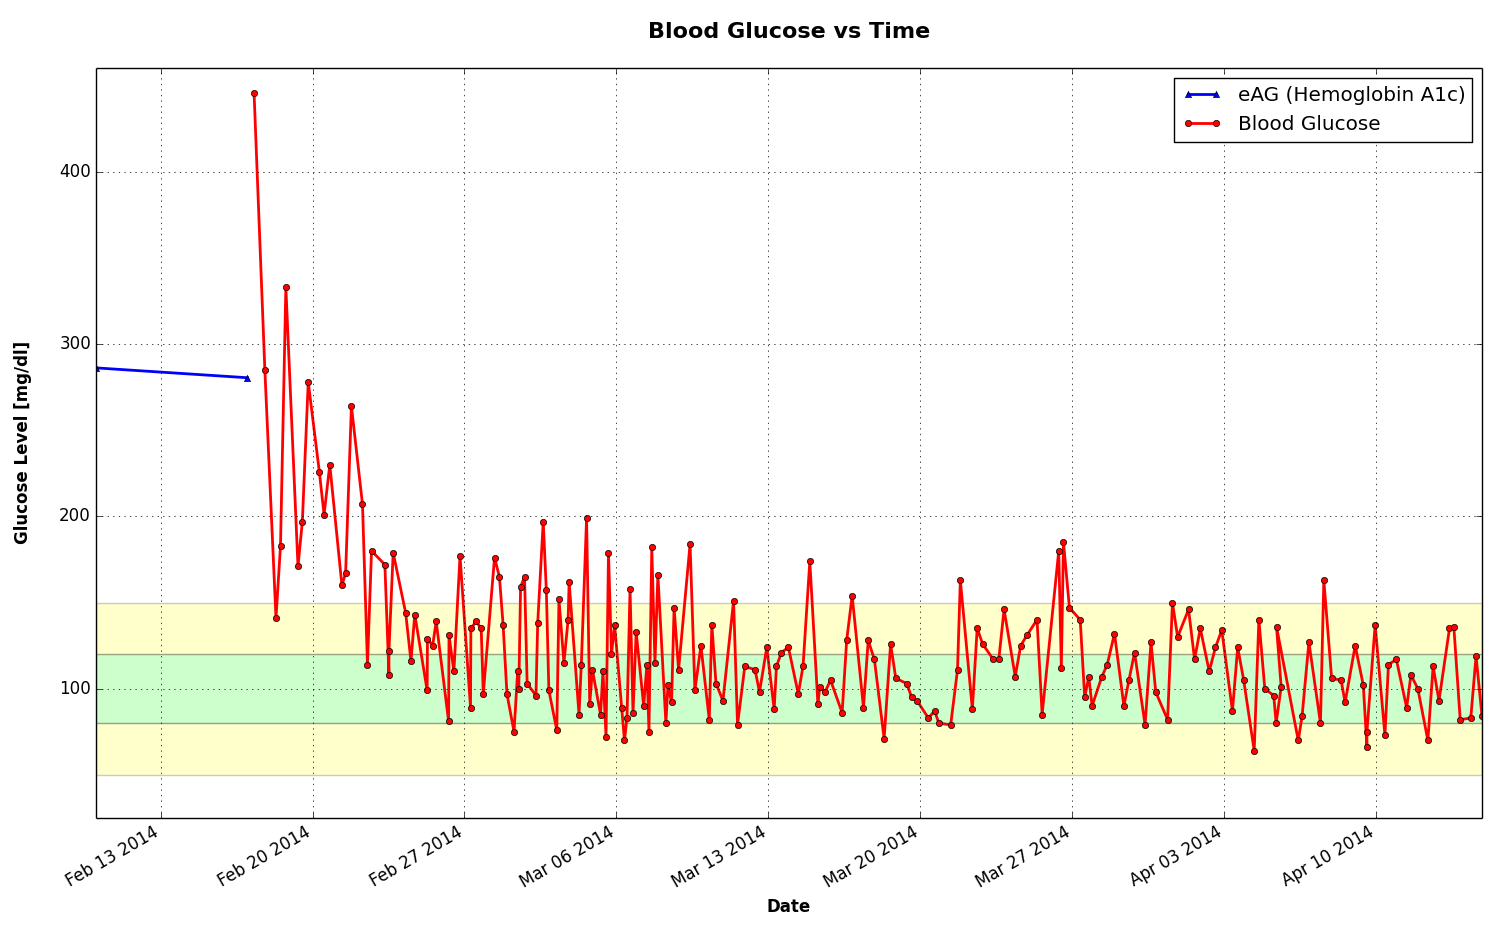 Blood Glucose vs Time
eAG (Hemoglobin A1c)
Blood Glucose
400
300
200
100
Glucose Level [mg/dl]
Feb 13 2014
Feb 20 2014
Feb 27 2014
Mar 06 2014
Mar 13 2014
Mar 20 2014
Mar 27 2014
Apr 03 2014
Apr 10 2014
Date